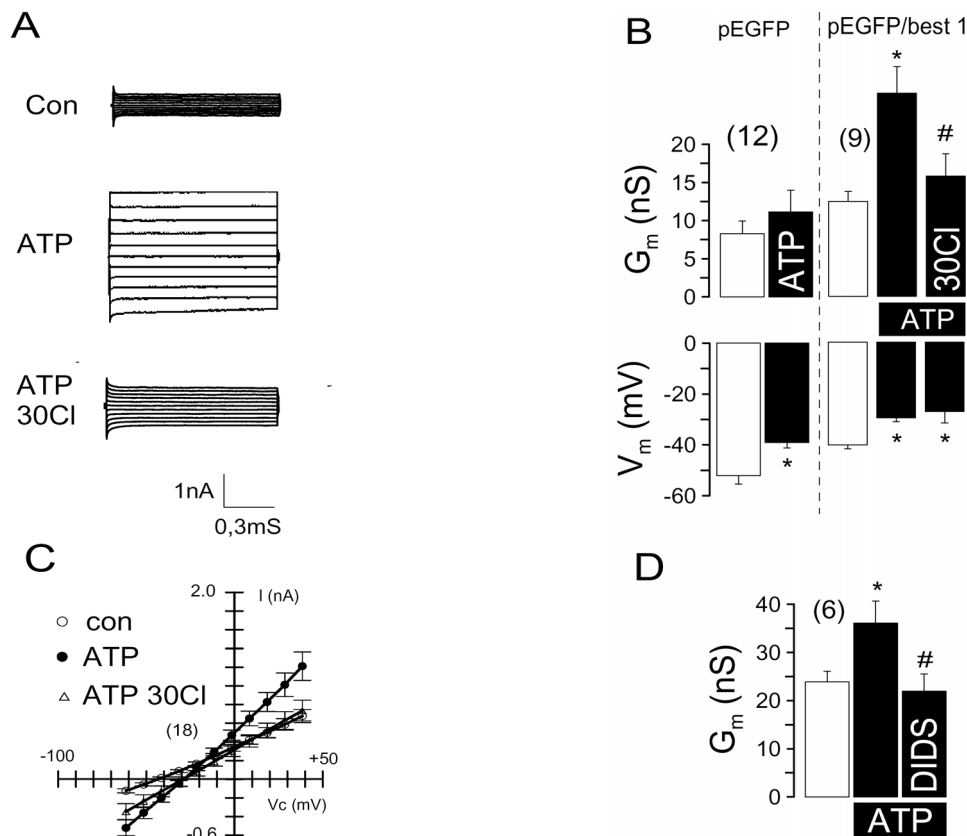 A
Con
ATP
ATP
30Cl
1nA
0,3mS
B
pEGFP
pEGFP/best 1
Gm (nS)
20
15
10
5
0
(12)
(9)
*
#
ATP
30Cl
ATP
Vm (mV)
0
-20
-40
-60
*
*
*
C
con
ATP
ATP 30Cl
(18)
2.0
I (nA)
-100
+50
Vc (mV)
-0.6
D
Gm (nS)
40
30
20
10
0
(6)
*
#
DIDS
ATP